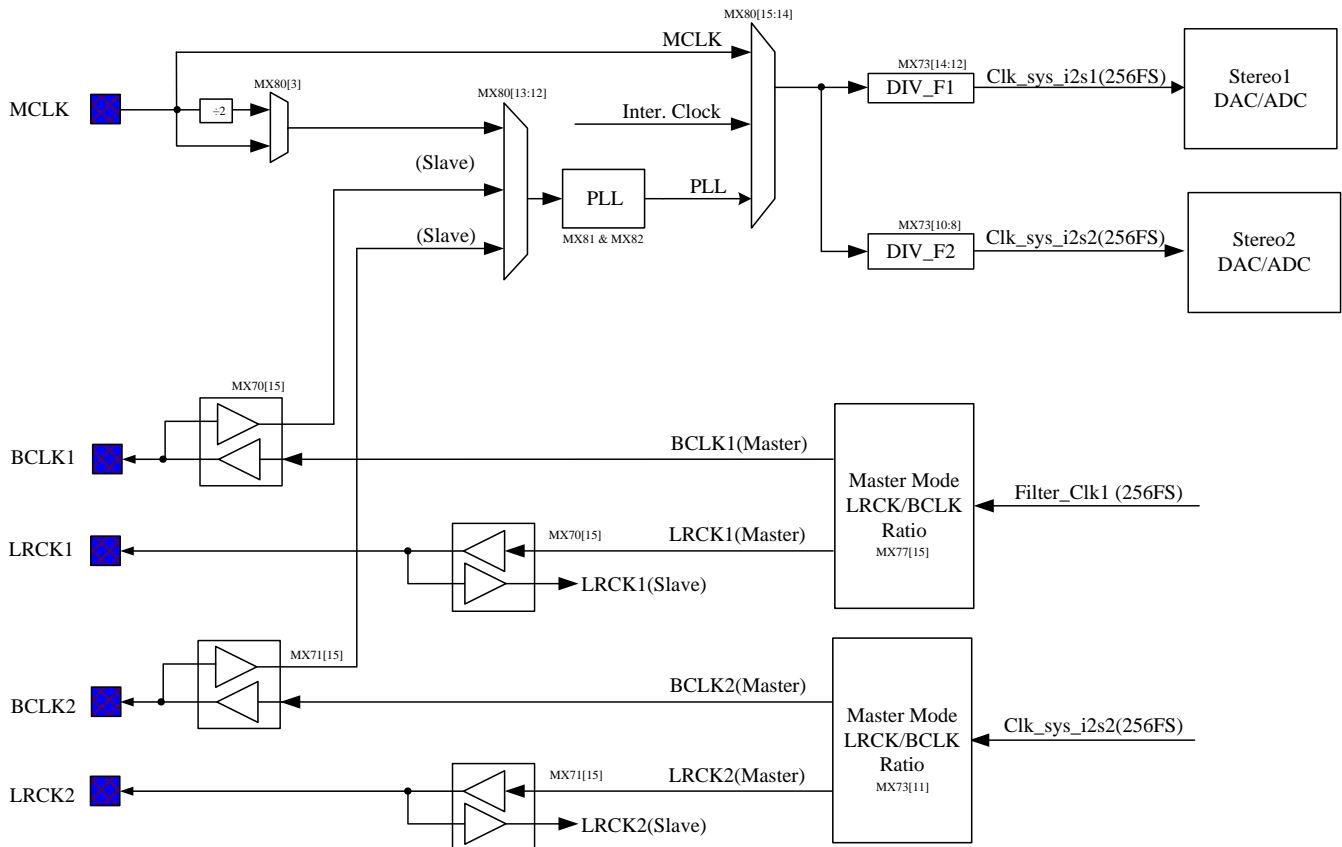 MX80[15:14]
MCLK
MX73[14:12]
Clk_sys_i2s1(256FS)
DIV_F1
Stereo1
DAC/ADC
MX80[3]
MX80[13:12]
MCLK
÷2
Inter. Clock
(Slave)
PLL
PLL
MX81 & MX82
(Slave)
MX73[10:8]
Clk_sys_i2s2(256FS)
DIV_F2
Stereo2
DAC/ADC
MX70[15]
BCLK1
BCLK1(Master)
Master Mode
LRCK/BCLK
Ratio
MX77[15]
Filter_Clk1 (256FS)
LRCK1
MX70[15]
LRCK1(Master)
LRCK1(Slave)
MX71[15]
BCLK2
BCLK2(Master)
Master Mode
LRCK/BCLK
Ratio
MX73[11]
Clk_sys_i2s2(256FS)
LRCK2
MX71[15]
LRCK2(Master)
LRCK2(Slave)